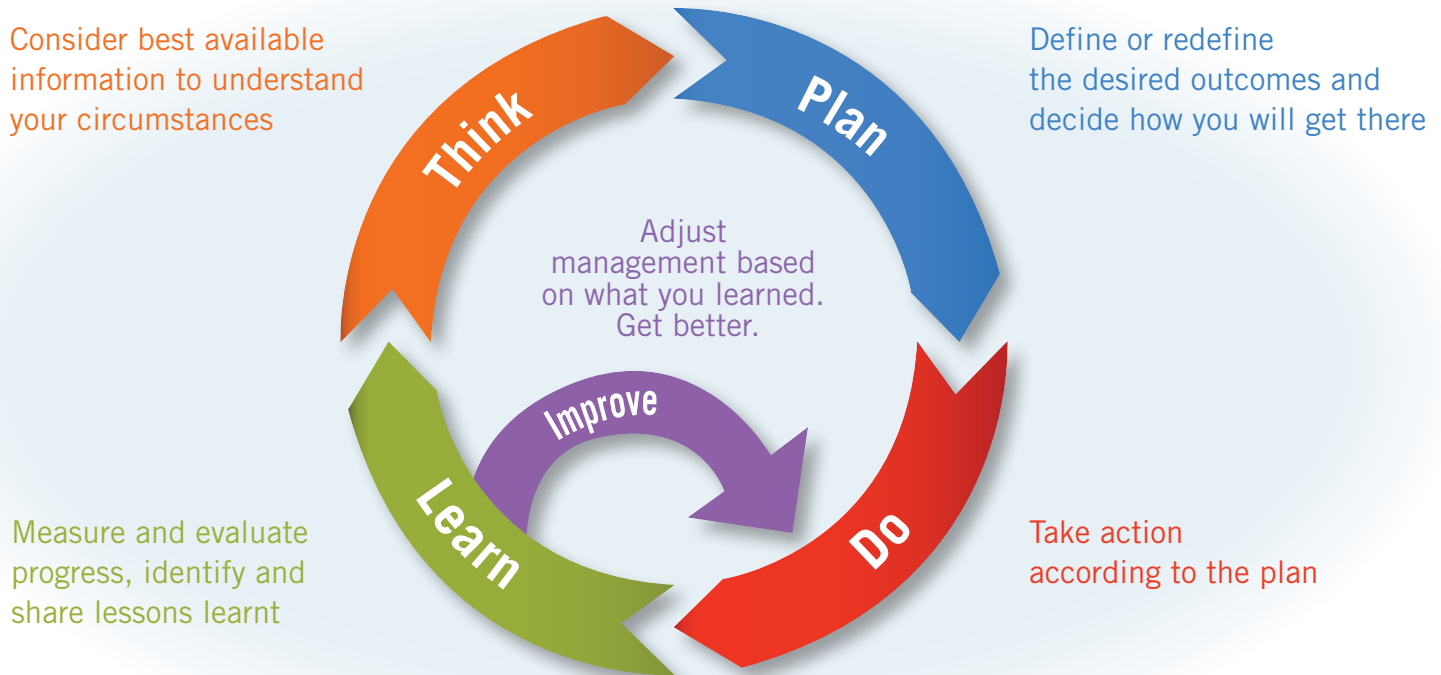 Consider best available
information to understand
your circumstances
Think
Plan
Define or redefine
the desired outcomes and
decide how you will get there
Adjust
management based
on what you learned.
Get better.
Improve
Learn
Do
Measure and evaluate
progress, identify and
share lessons learnt
Take action
according to the plan